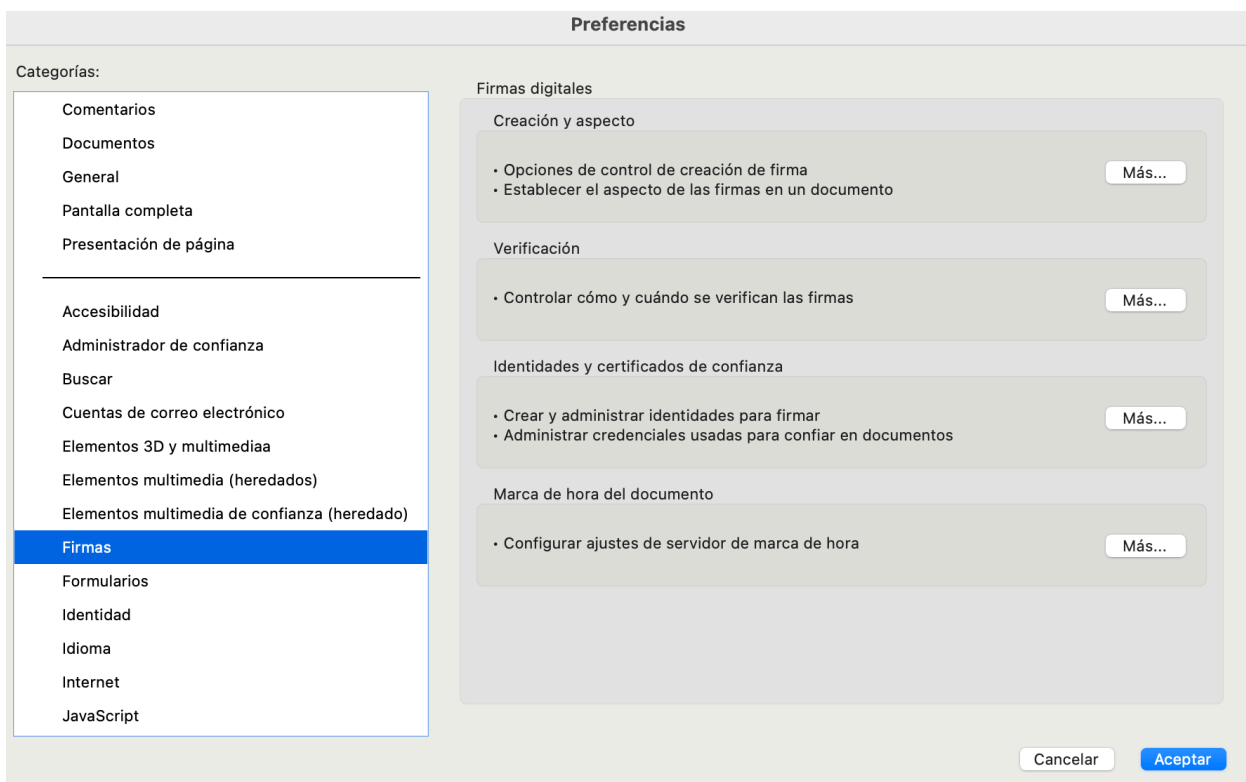 Preferencias
Categorías:
Comentarios
Documentos
General
Pantalla completa
Presentación de página
Accesibilidad
Administrador de confianza
Buscar
Cuentas de correo electrónico
Elementos 3D y multimediaa
Elementos multimedia (heredados)
Elementos multimedia de confianza (heredado)
Firmas
Formularios
Identidad
Idioma
Internet
JavaScript
Firmas digitales
Creación y aspecto
• Opciones de control de creación de firma
• Establecer el aspecto de las firmas en un documento
Más...
Verificación
• Controlar cómo y cuándo se verifican las firmas
Más...
Identidades y certificados de confianza
• Crear y administrar identidades para firmar
• Administrar credenciales usadas para confiar en documentos
Más...
Marca de hora del documento
• Configurar ajustes de servidor de marca de hora
Más...
Cancelar
Aceptar